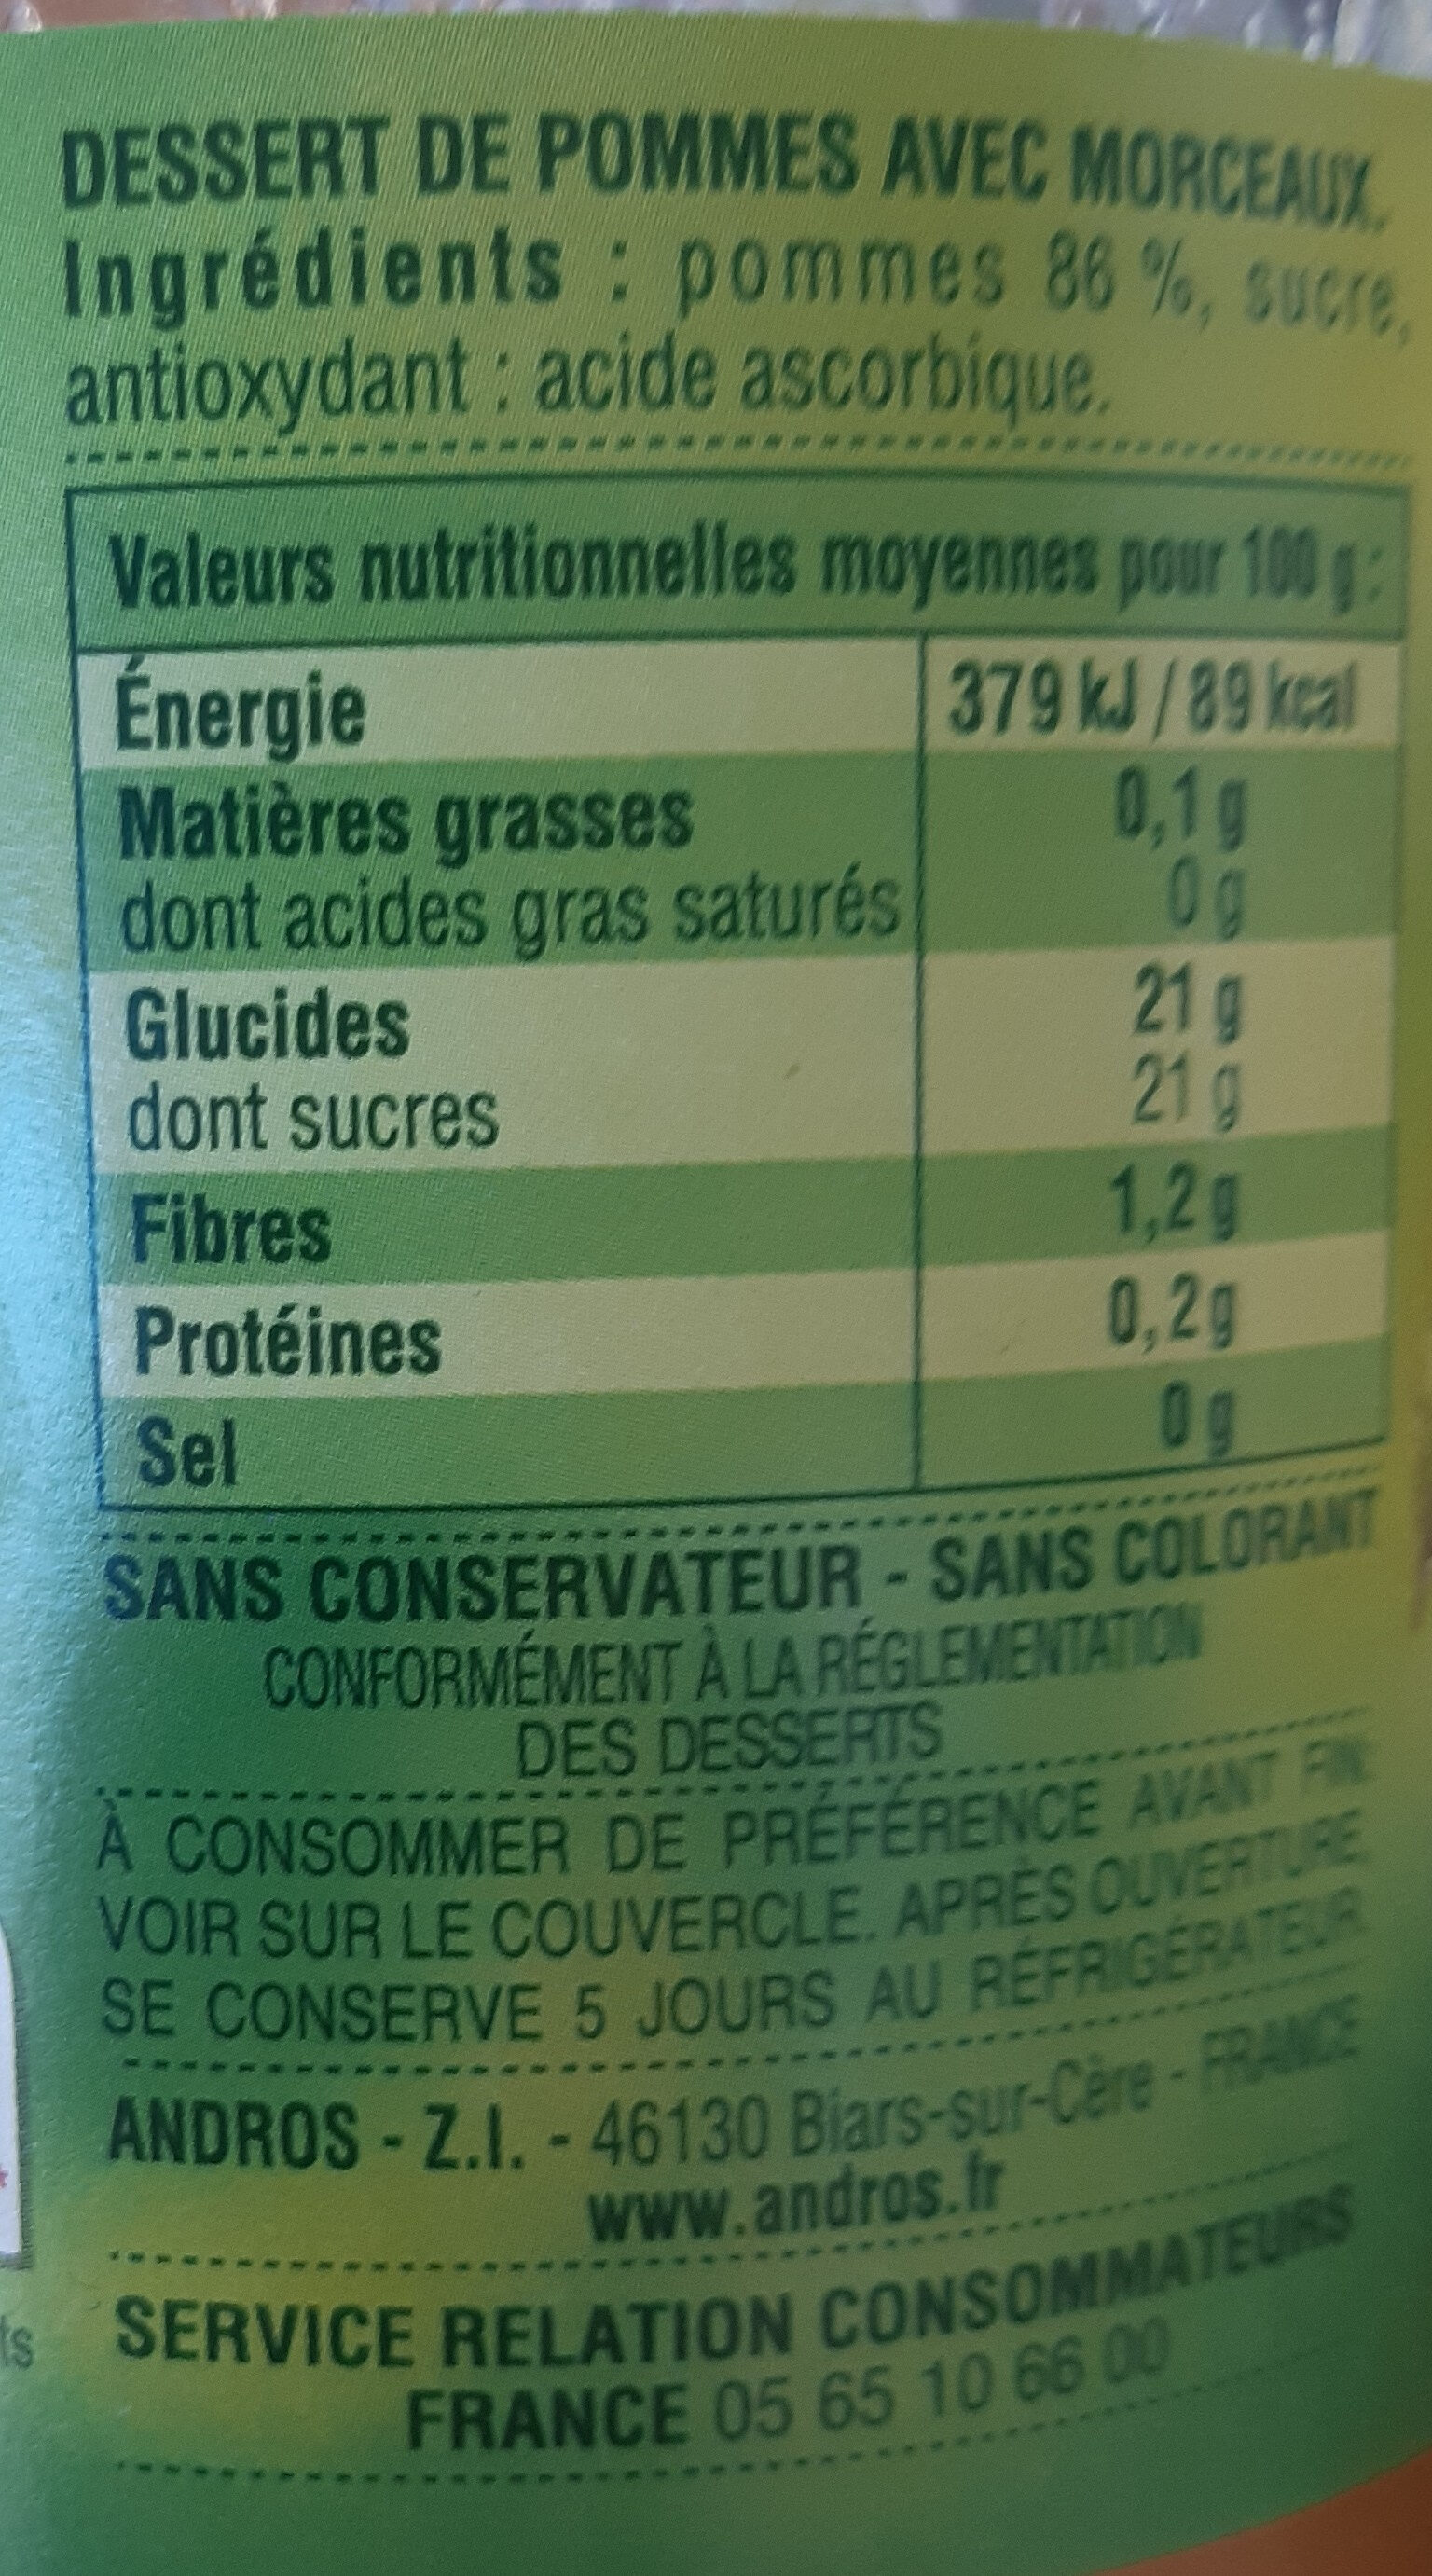 DESSERT DE POMMES AVEC MORCEAUX.
Ingrédients : pommes 86 %, sucre,
antioxydant : acide ascorbique.
Valeurs nutritionnelles moyennes pour 100 g :
Énergie 379 kJ / 89 kcal
Matières grasses 0,1 g
dont acides gras saturés 0 g
Glucides 21 g
dont sucres 21 g
Fibres 1,2 g
Protéines 0,2 g
Sel 0 g
SANS CONSERVATEUR - SANS COLORANT
CONFORMÉMENT À LA RÉGLEMENTATION
DES DESSERTS
À CONSOMMER DE PRÉFÉRENCE AVANT FIN:
VOIR SUR LE COUVERCLE. APRÈS OUVERTURE
SE CONSERVE 5 JOURS AU RÉFRIGÉRATEUR
ANDROS - Z.I. - 46130 Biars-sur-Cère - FRANCE
www.andros.fr
SERVICE RELATION CONSOMMATEURS
FRANCE 05 65 10 66 00